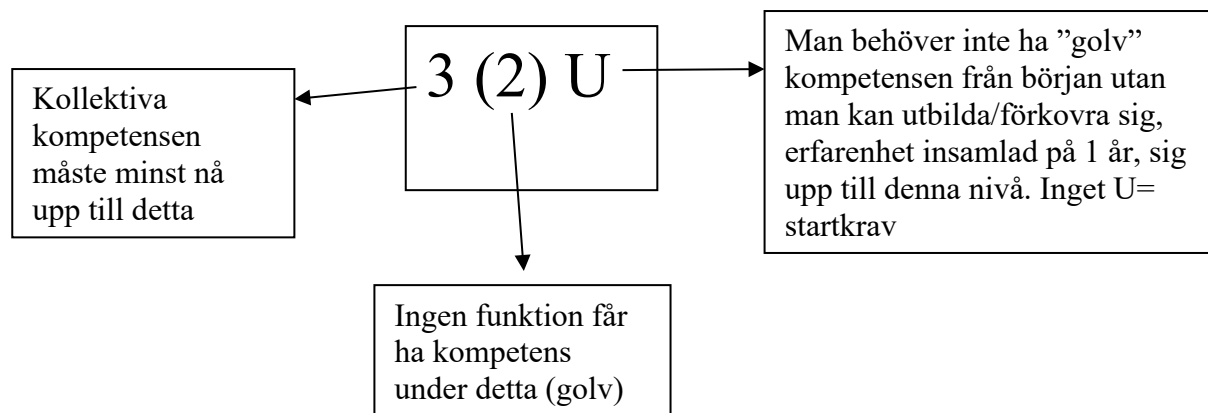 3 (2) U
Kollektiva
kompetensen
måste minst nå
upp till detta
Man behöver inte ha ”golv”
kompetensen från början utan
man kan utbilda/förkovra sig,
erfarenhet insamlad på 1 år, sig
upp till denna nivå. Inget U=
startkrav
Ingen funktion får
ha kompetens
under detta (golv)